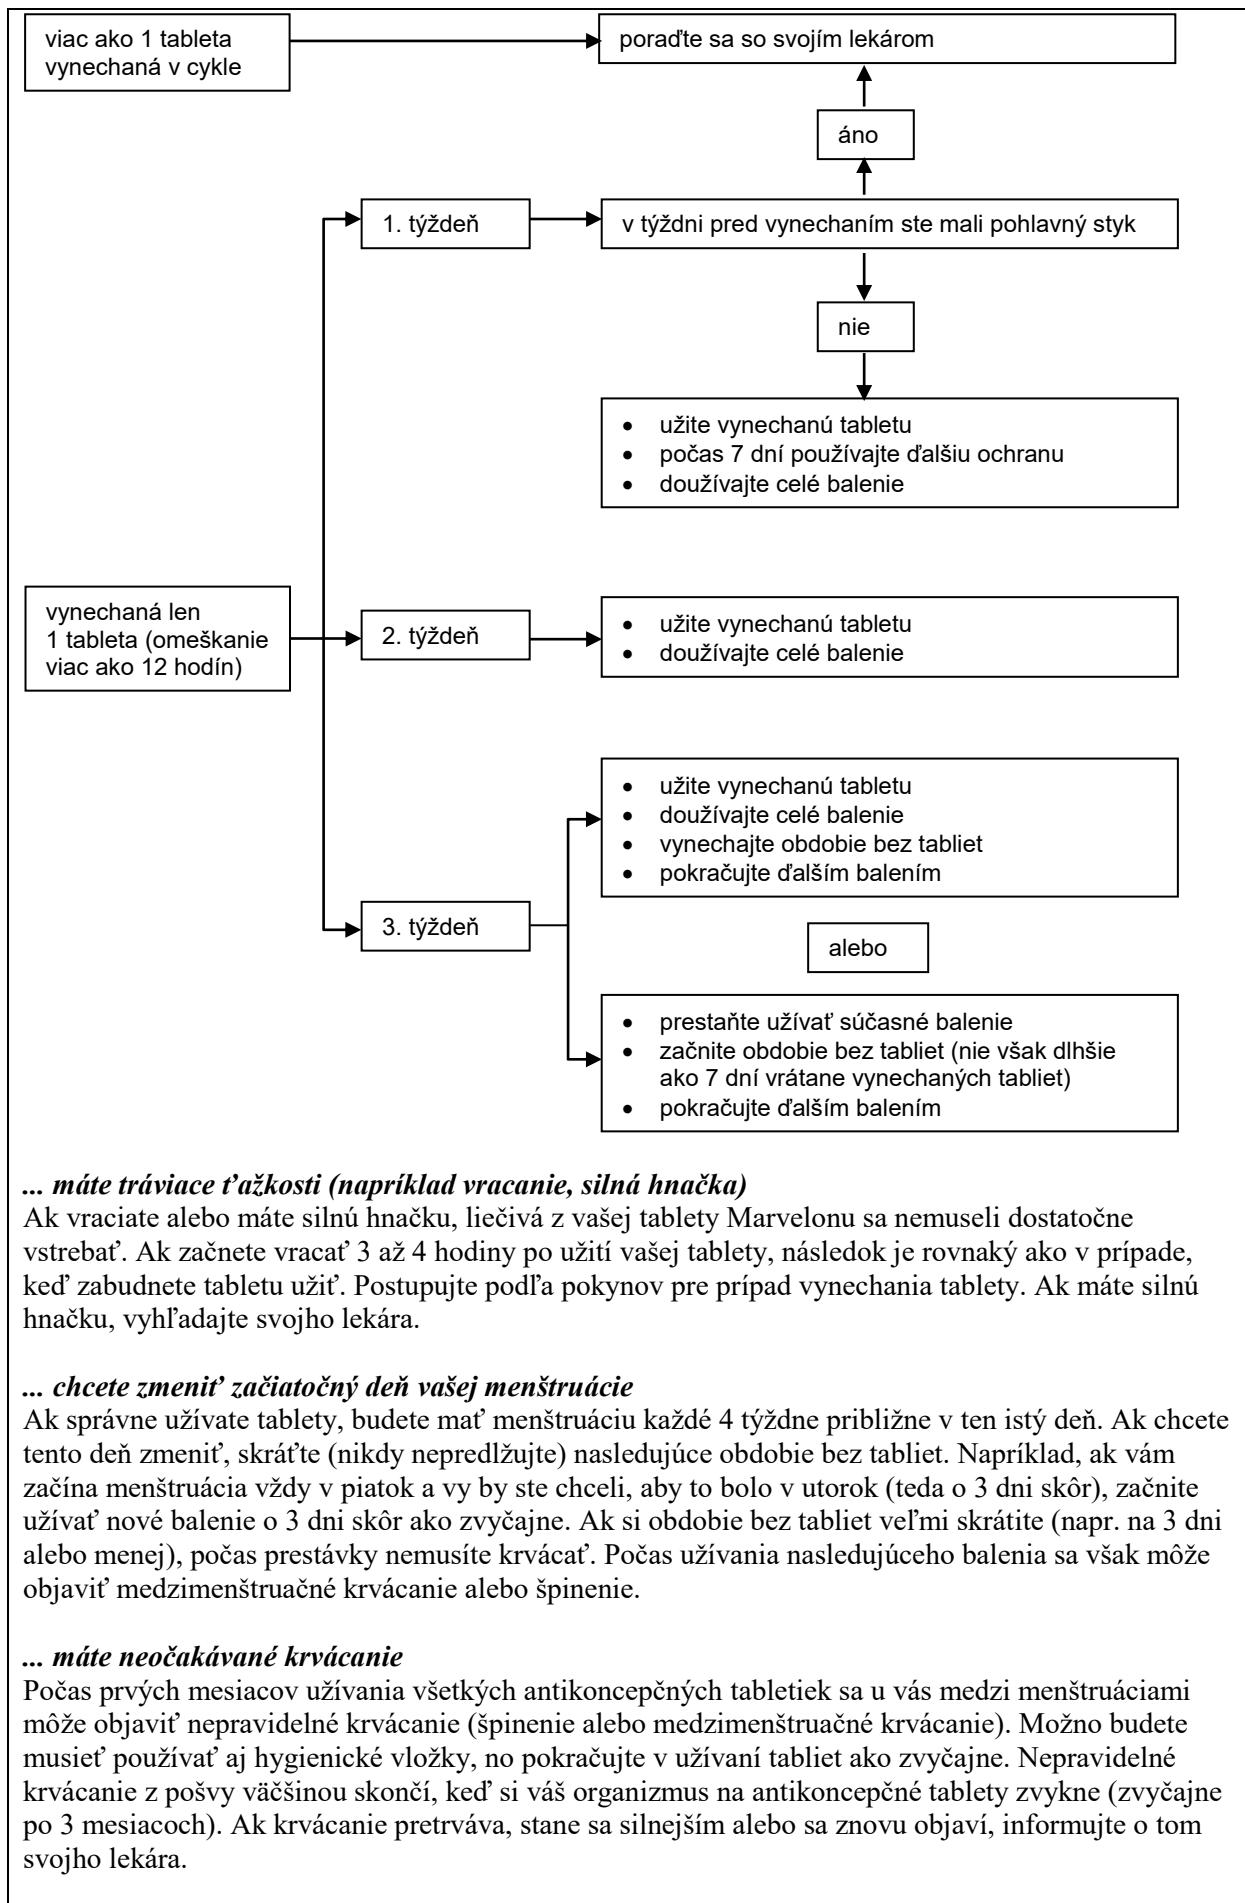 viac ako 1 tableta
vynechaná v cykle
poraďte sa so svojím lekárom
áno
1. týždeň
v týždni pred vynechaním ste mali pohlavný styk
nie
• užite vynechanú tabletu
• počas 7 dní používajte ďalšiu ochranu
• doužívajte celé balenie
vynechaná len
1 tableta (omeškanie
viac ako 12 hodín)
2. týždeň
• užite vynechanú tabletu
• doužívajte celé balenie
• užite vynechanú tabletu
• doužívajte celé balenie
• vynechajte obdobie bez tabliet
• pokračujte ďalším balením
3. týždeň
alebo
• prestaňte užívať súčasné balenie
• začnite obdobie bez tabliet (nie však dlhšie
ako 7 dní vrátane vynechaných tabliet)
• pokračujte ďalším balením
... máte tráviace ťažkosti (napríklad vracanie, silná hnačka)
Ak vraciate alebo máte silnú hnačku, liečivá z vašej tablety Marvelonu sa nemuseli dostatočne
vstrebať. Ak začnete vracať 3 až 4 hodiny po užití vašej tablety, následok je rovnaký ako v prípade,
keď zabudnete tabletu užiť. Postupujte podľa pokynov pre prípad vynechania tablety. Ak máte silnú
hnačku, vyhľadajte svojho lekára.
... chcete zmeniť začiatočný deň vašej menštruácie
Ak správne užívate tablety, budete mať menštruáciu každé 4 týždne približne v ten istý deň. Ak chcete
tento deň zmeniť, skráťte (nikdy nepredlžujte) nasledujúce obdobie bez tabliet. Napríklad, ak vám
začína menštruácia vždy v piatok a vy by ste chceli, aby to bolo v utorok (teda o 3 dni skôr), začnite
užívať nové balenie o 3 dni skôr ako zvyčajne. Ak si obdobie bez tabliet veľmi skrátite (napr. na 3 dni
alebo menej), počas prestávky nemusíte krvácať. Počas užívania nasledujúceho balenia sa však môže
objaviť medzimenštruačné krvácanie alebo špinenie.
... máte neočakávané krvácanie
Počas prvých mesiacov užívania všetkých antikoncepčných tabletiek sa u vás medzi menštruáciami
môže objaviť nepravidelné krvácanie (špinenie alebo medzimenštruačné krvácanie). Možno budete
musieť používať aj hygienické vložky, no pokračujte v užívaní tabliet ako zvyčajne. Nepravidelné
krvácanie z pošvy väčšinou skončí, keď si váš organizmus na antikoncepčné tablety zvykne (zvyčajne
po 3 mesiacoch). Ak krvácanie pretrváva, stane sa silnejším alebo sa znovu objaví, informujte o tom
svojho lekára.